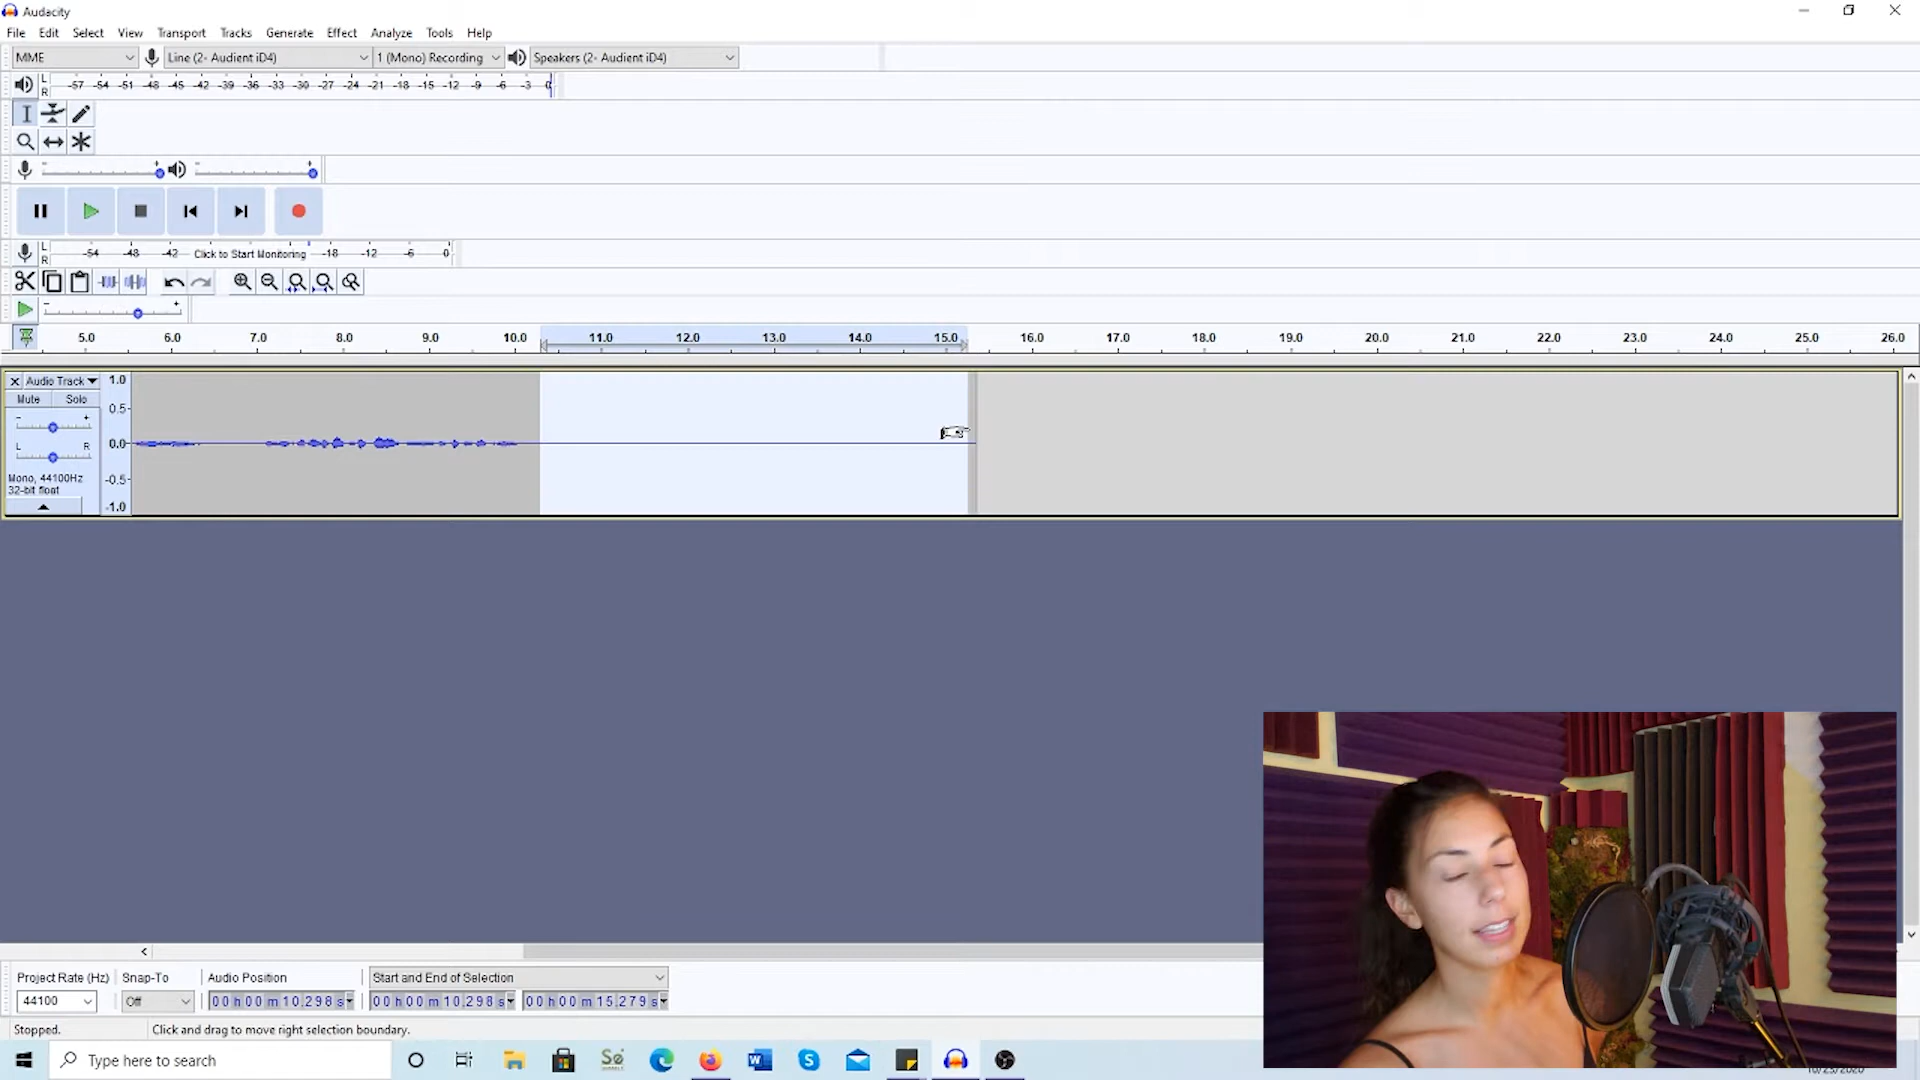 Audacity
File Edit Select View Transport Tracks Generate Effect Analyze Tools Help
MME Line (2- Audient iD4) 1 (Mono) Recording Speakers (2- Audient iD4)
L
R
-57 -54 -51 -48 -45 -42 -39 -36 -33 -30 -27 -24 -21 -18 -15 -12 -9 -6 -3 0
L
R
-54 -48 -42 Click to Start Monitoring -18 -12 -6 0
5.0 6.0 7.0 8.0 9.0 10.0 11.0 12.0 13.0 14.0 15.0 16.0 17.0 18.0 19.0 20.0 21.0 22.0 23.0 24.0 25.0 26.0
Audio Track 1.0
Mute Solo
0.5
L R 0.0
Mono, 44100Hz
32-bit float
-0.5
-1.0
Project Rate (Hz) Snap-To Audio Position Start and End of Selection
44100 Off 00 h 00 m 10.298 s 00 h 00 m 10.298 s 00 h 00 m 15.279 s
Stopped. Click and drag to move right selection boundary.
Type here to search